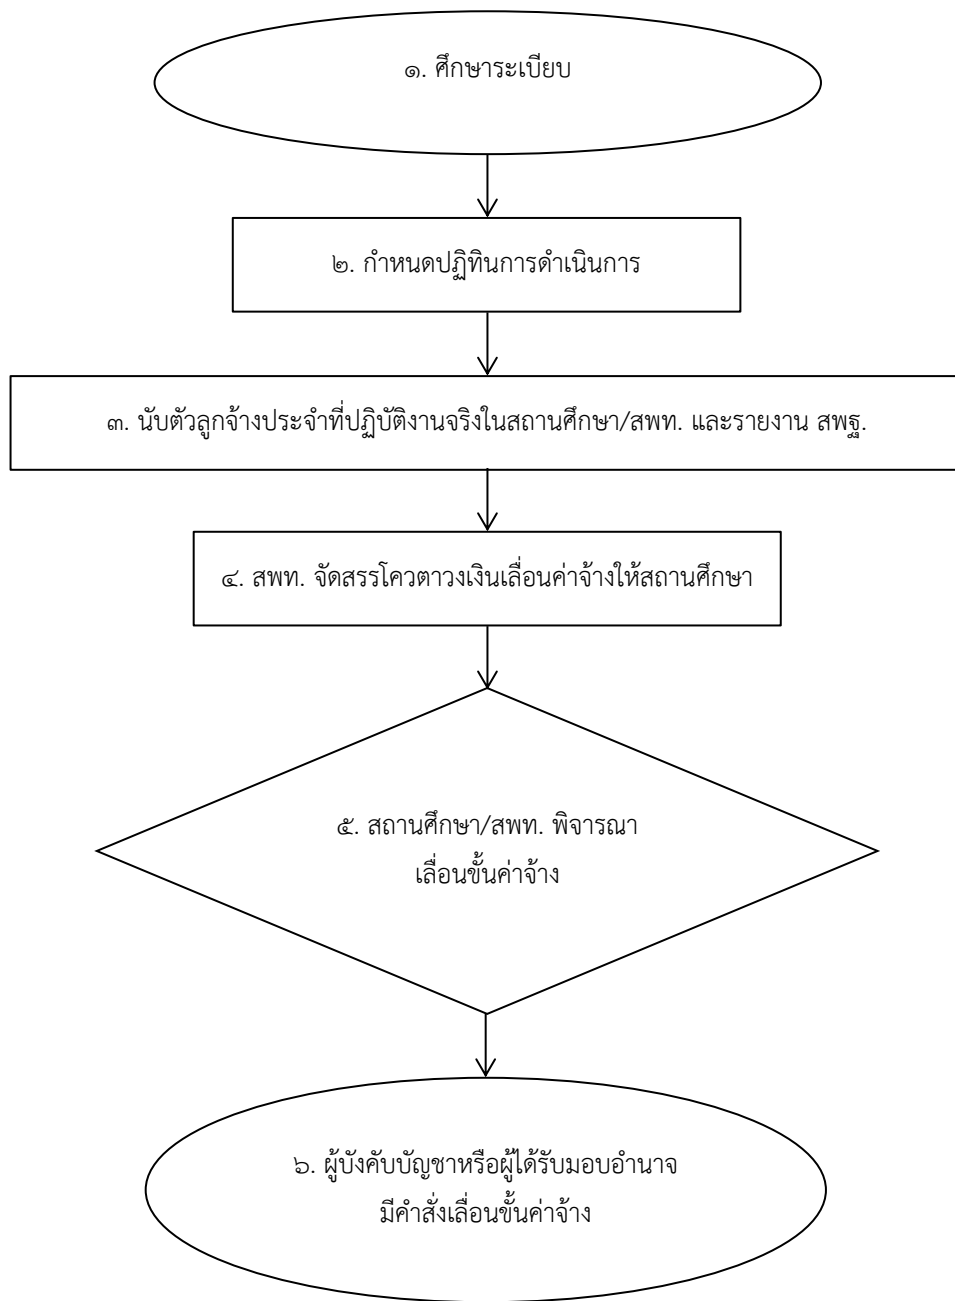 ๑. ศึกษาระเบียบ
๒. กำหนดปฏิทินการดำเนินการ
๓. นับตัวลูกจ้างประจำที่ปฏิบัติงานจริงในสถานศึกษา/สพท. และรายงาน สพฐ.
๔. สพท. จัดสรรโควตาวงเงินเลื่อนค่าจ้างให้สถานศึกษา
๕. สถานศึกษา/สพท. พิจารณา
เลื่อนขั้นค่าจ้าง
๖. ผู้บังคับบัญชาหรือผู้ได้รับมอบอำนาจ
มีคำสั่งเลื่อนขั้นค่าจ้าง